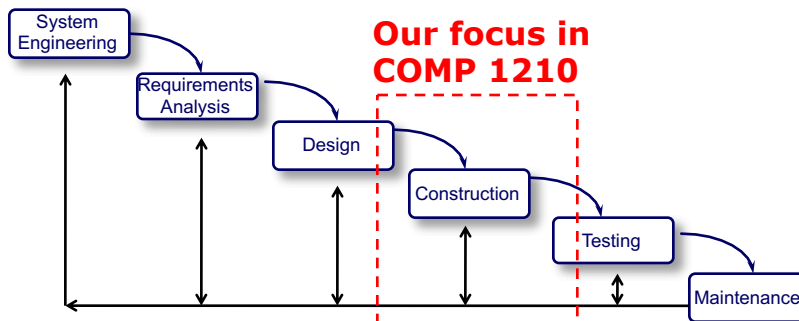 System
Engineering
Our focus in
COMP 1210
Requirements
Analysis
Design
Construction
Testing
Maintenance